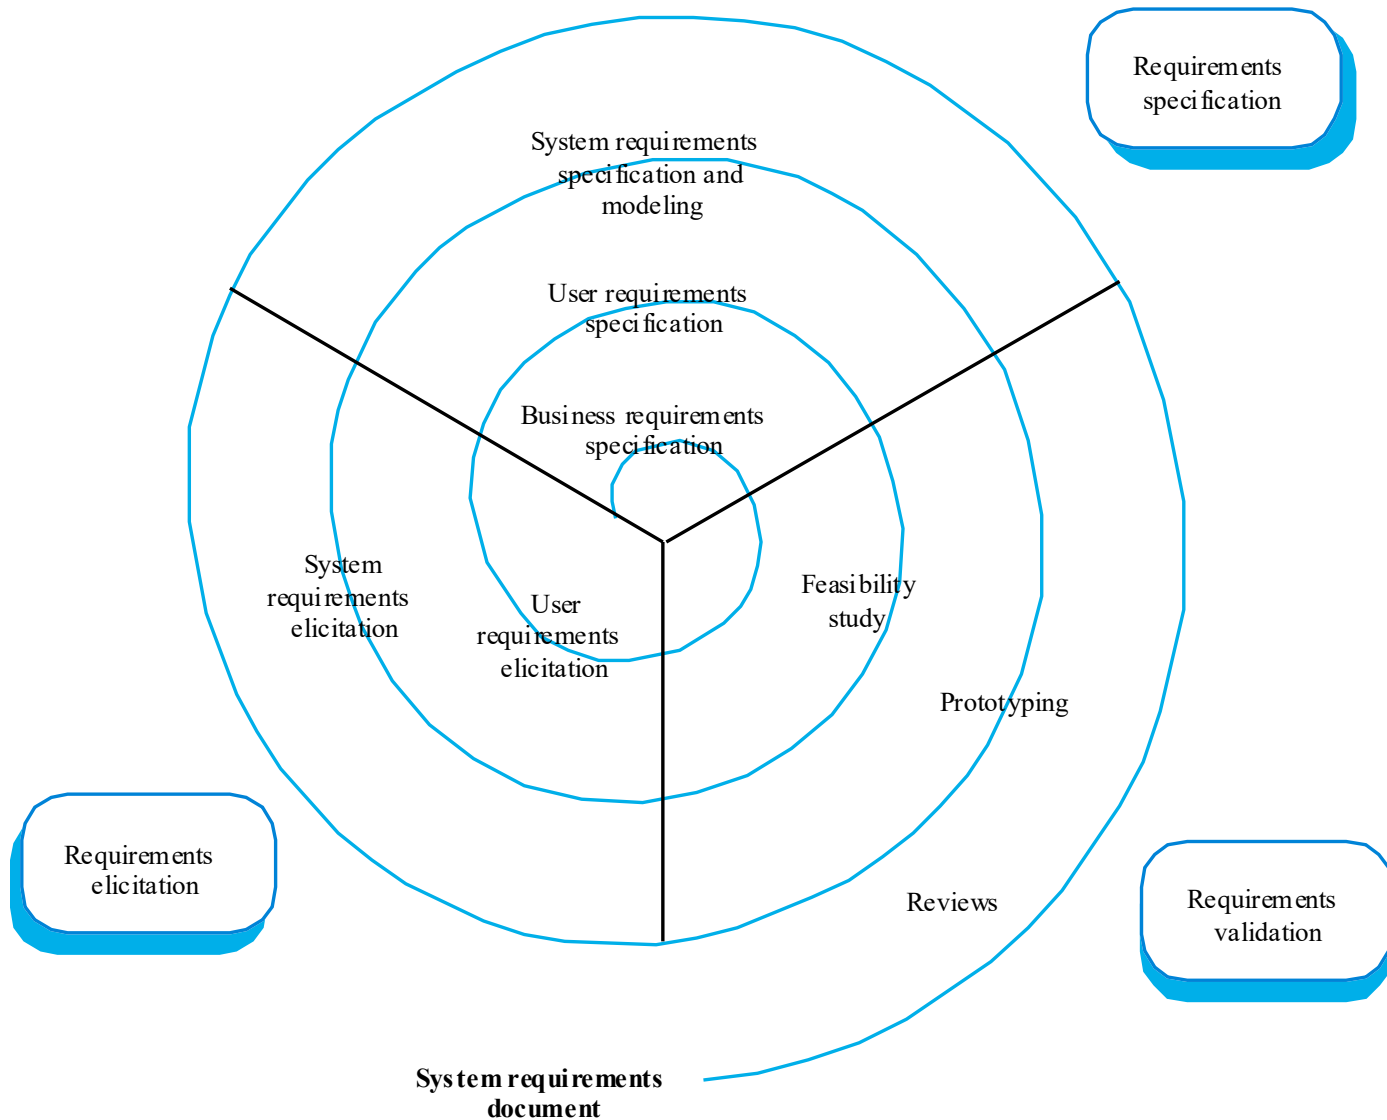 Requirements
specification
System requirements
specification and
modeling
User requirements
specification
Business requirements
specification
System
requirements
elicitation
User
requirements
elicitation
Feasibility
study
Prototyping
Requirements
elicitation
Reviews
Requirements
validation
System requirements
document